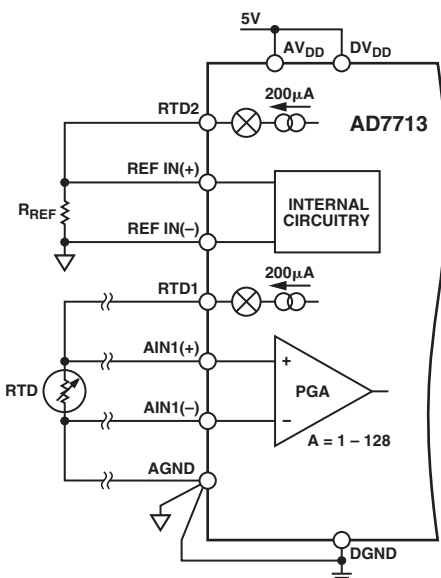 5V
AVDD
DVDD
200μA
RTD2
AD7713
REF IN(+)
RREF
INTERNAL
CIRCUITRY
REF IN(–)
200μA
RTD1
AIN1(+)
+
RTD
PGA
AIN1(–)
–
A = 1 – 128
AGND
DGND